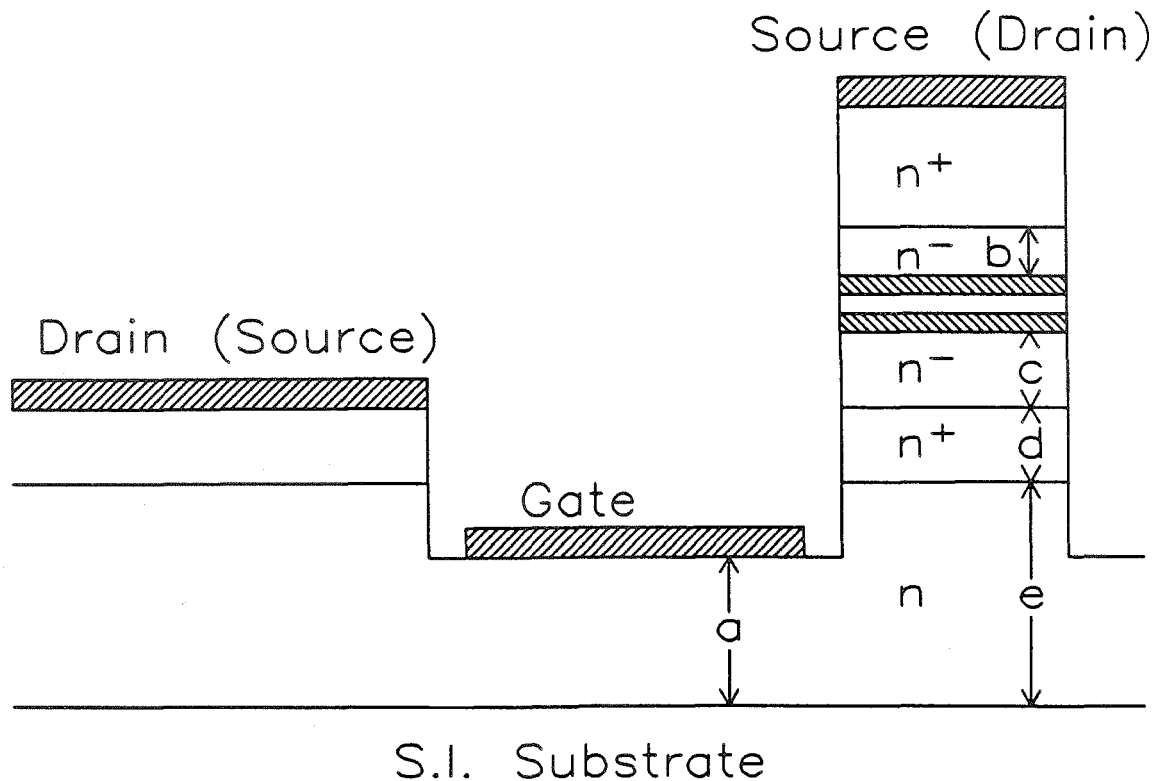 Source (Drain)
n⁺
n⁻ b
Drain (Source)
n⁻ c
n⁺ d
Gate
n e
a
S.I. Substrate